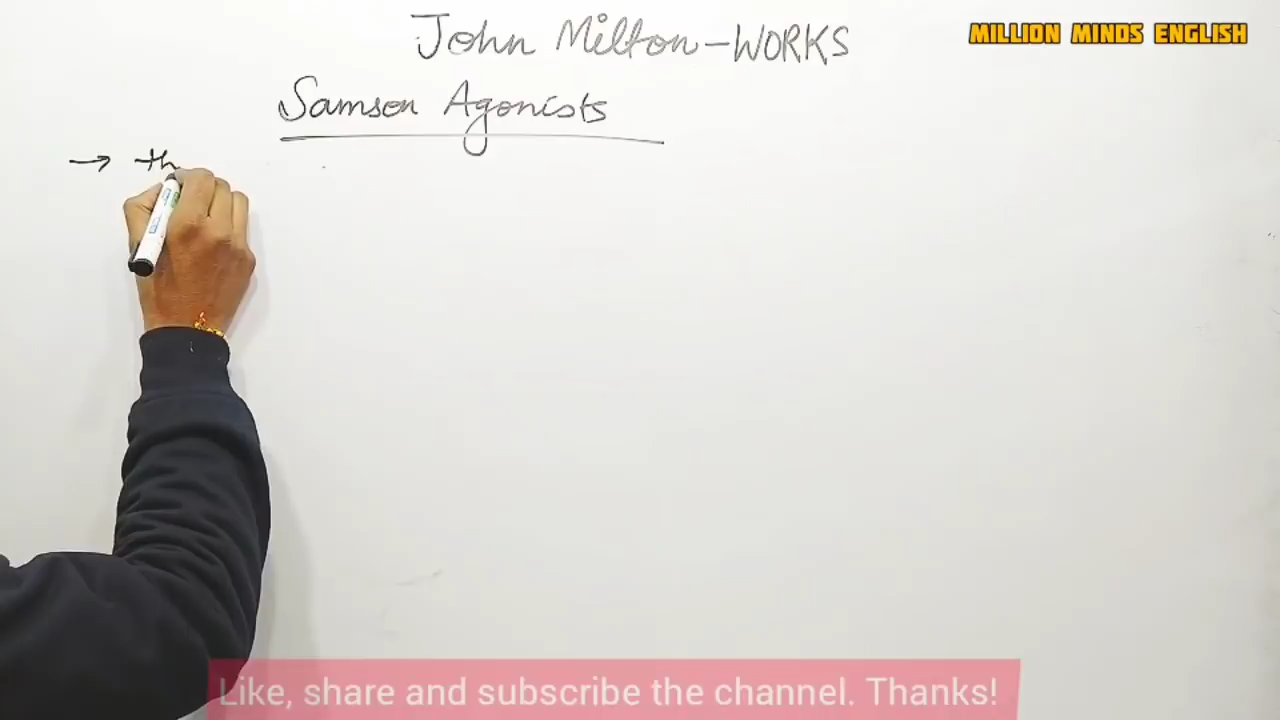 John Milton-WORKS
MILLION MINDS ENGLISH
Samson Agonists
→ th
Like, share and subscribe the channel. Thanks!